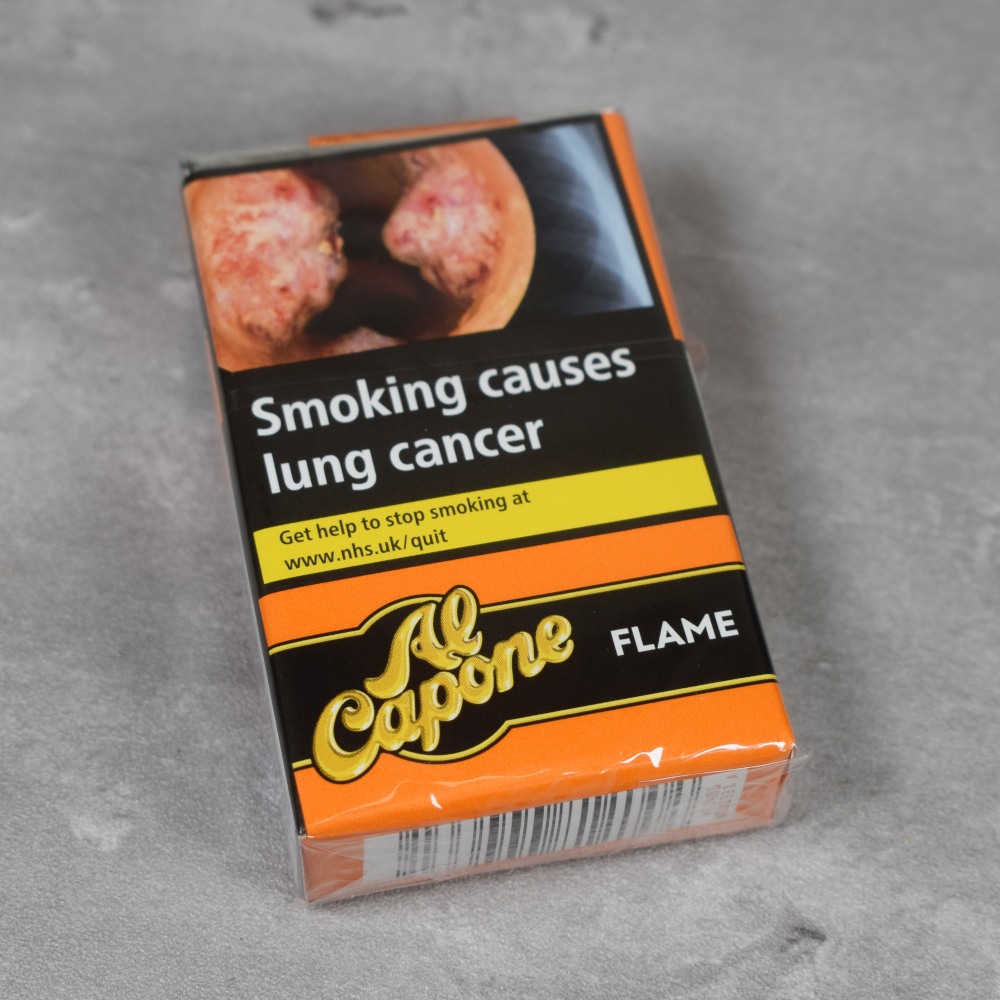 Smoking causes
lung cancer
Get help to stop smoking at
www.nhs.uk/quit
Al
Capone
FLAME